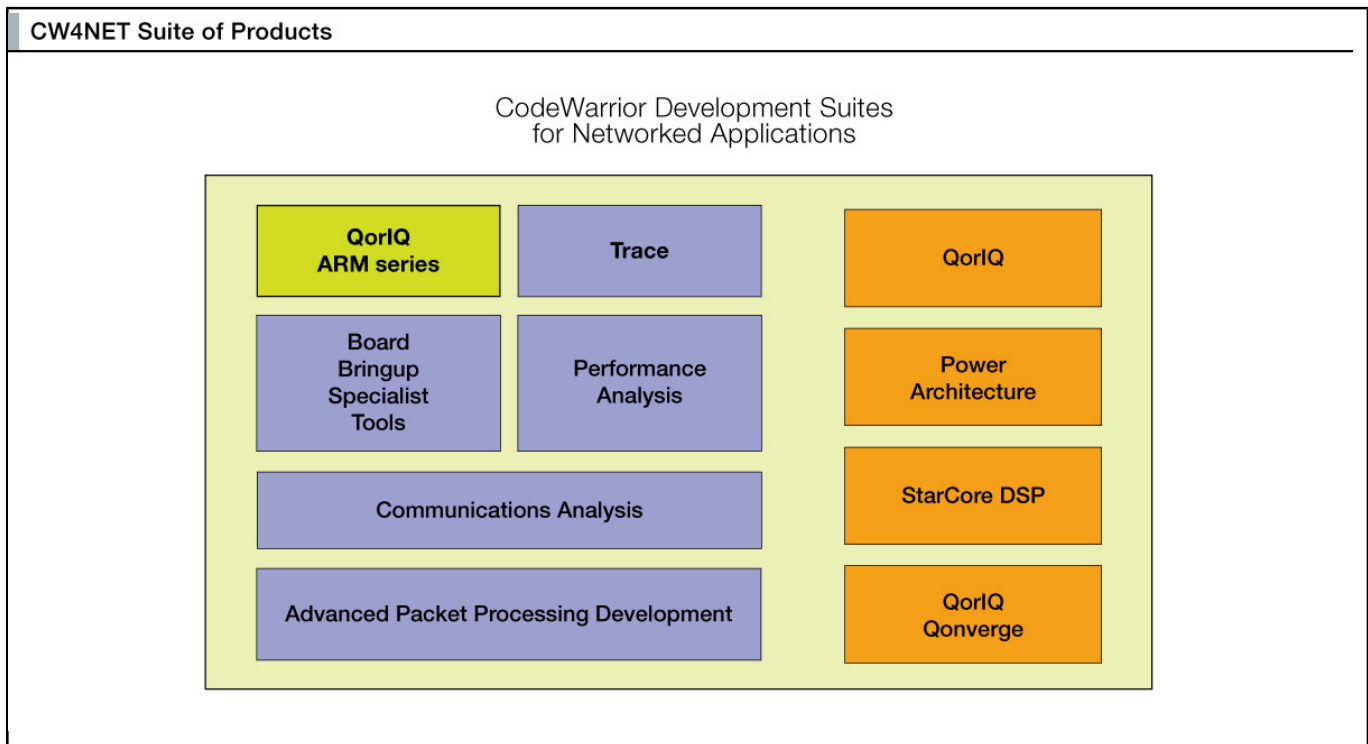 CW4NET Suite of Products
CodeWarrior Development Suites
for Networked Applications
QorIQ
ARM series
Trace
Board
Bringup
Specialist
Tools
Performance
Analysis
Communications Analysis
Advanced Packet Processing Development
QorIQ
Power
Architecture
StarCore DSP
QorIQ
Qonverge